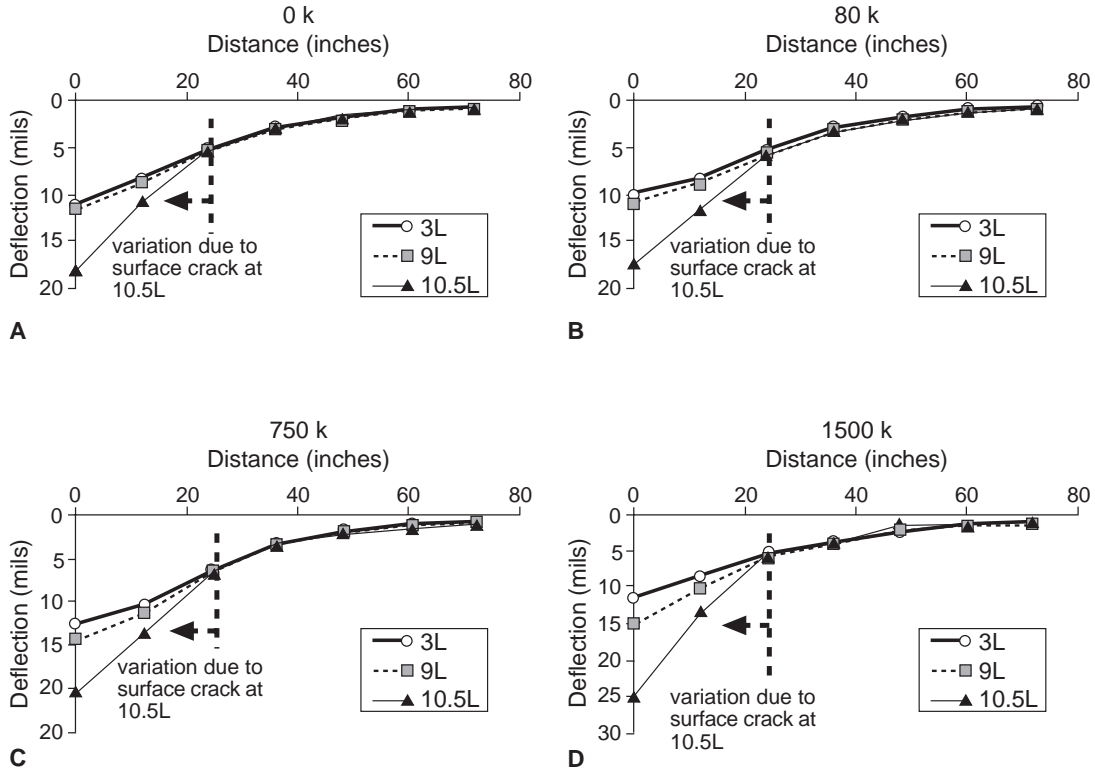 0 k
Distance (inches)
0 20 40 60 80
Deflection (mils)
0
5
10
15
20
variation due to
surface crack at
10.5L
3L
9L
10.5L
A
80 k
Distance (inches)
0 20 40 60 80
Deflection (mils)
0
5
10
15
20
variation due to
surface crack at
10.5L
3L
9L
10.5L
B
750 k
Distance (inches)
0 20 40 60 80
Deflection (mils)
0
5
10
15
20
20
variation due to
surface crack at
10.5L
3L
9L
10.5L
C
1500 k
Distance (inches)
0 20 40 60 80
Deflection (mils)
0
5
10
15
20
25
30
variation due to
surface crack at
10.5L
3L
9L
10.5L
D